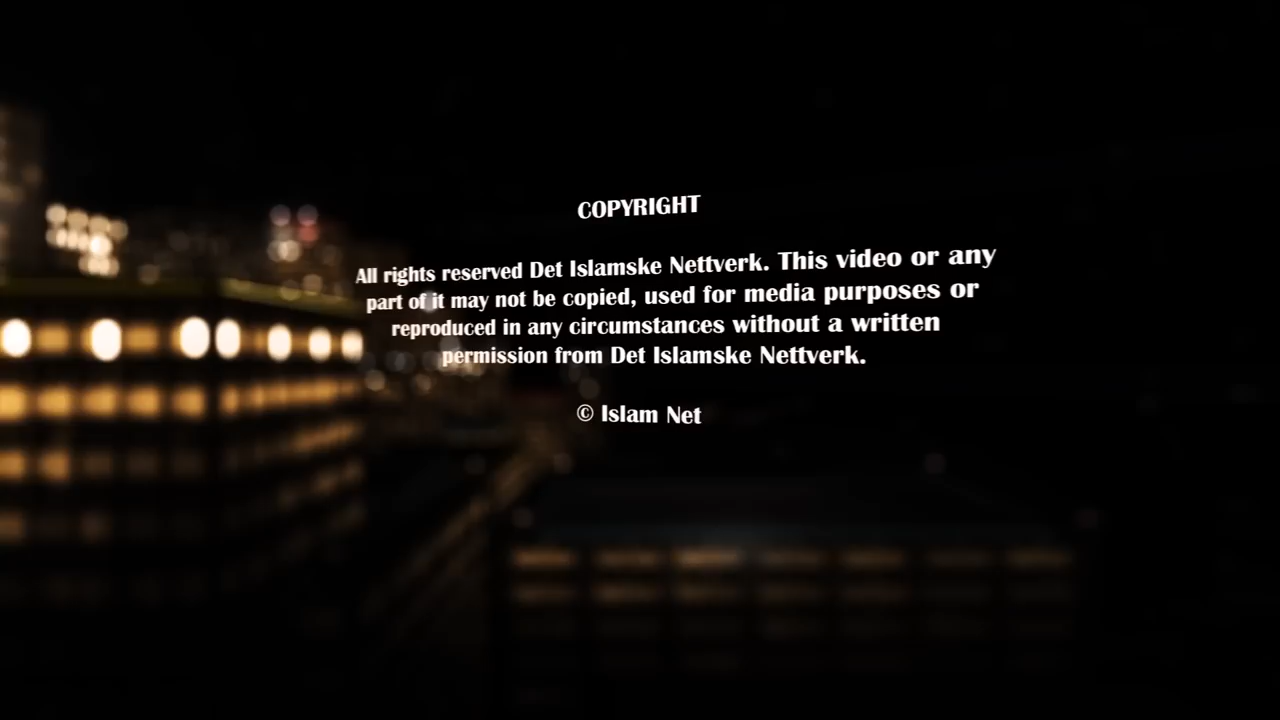 COPYRIGHT
All rights reserved Det Islamske Nettverk. This video or any
part of it may not be copied, used for media purposes or
reproduced in any circumstances without a written
permission from Det Islamske Nettverk.
© Islam Net